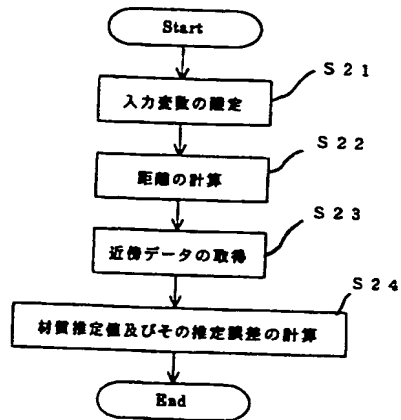 Start
S21
入力変数の設定
S22
距離の計算
S23
近傍データの取得
S24
材質推定値及びその推定誤差の計算
End